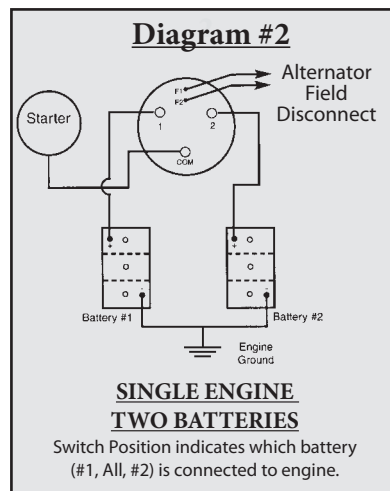 Diagram #2
Alternator
Field
Disconnect
F1
F2
Starter
1
2
COM
+
+
-
-
Battery #1
Battery #2
Engine
Ground
SINGLE ENGINE
TWO BATTERIES
Switch Position indicates which battery
(#1, All, #2) is connected to engine.